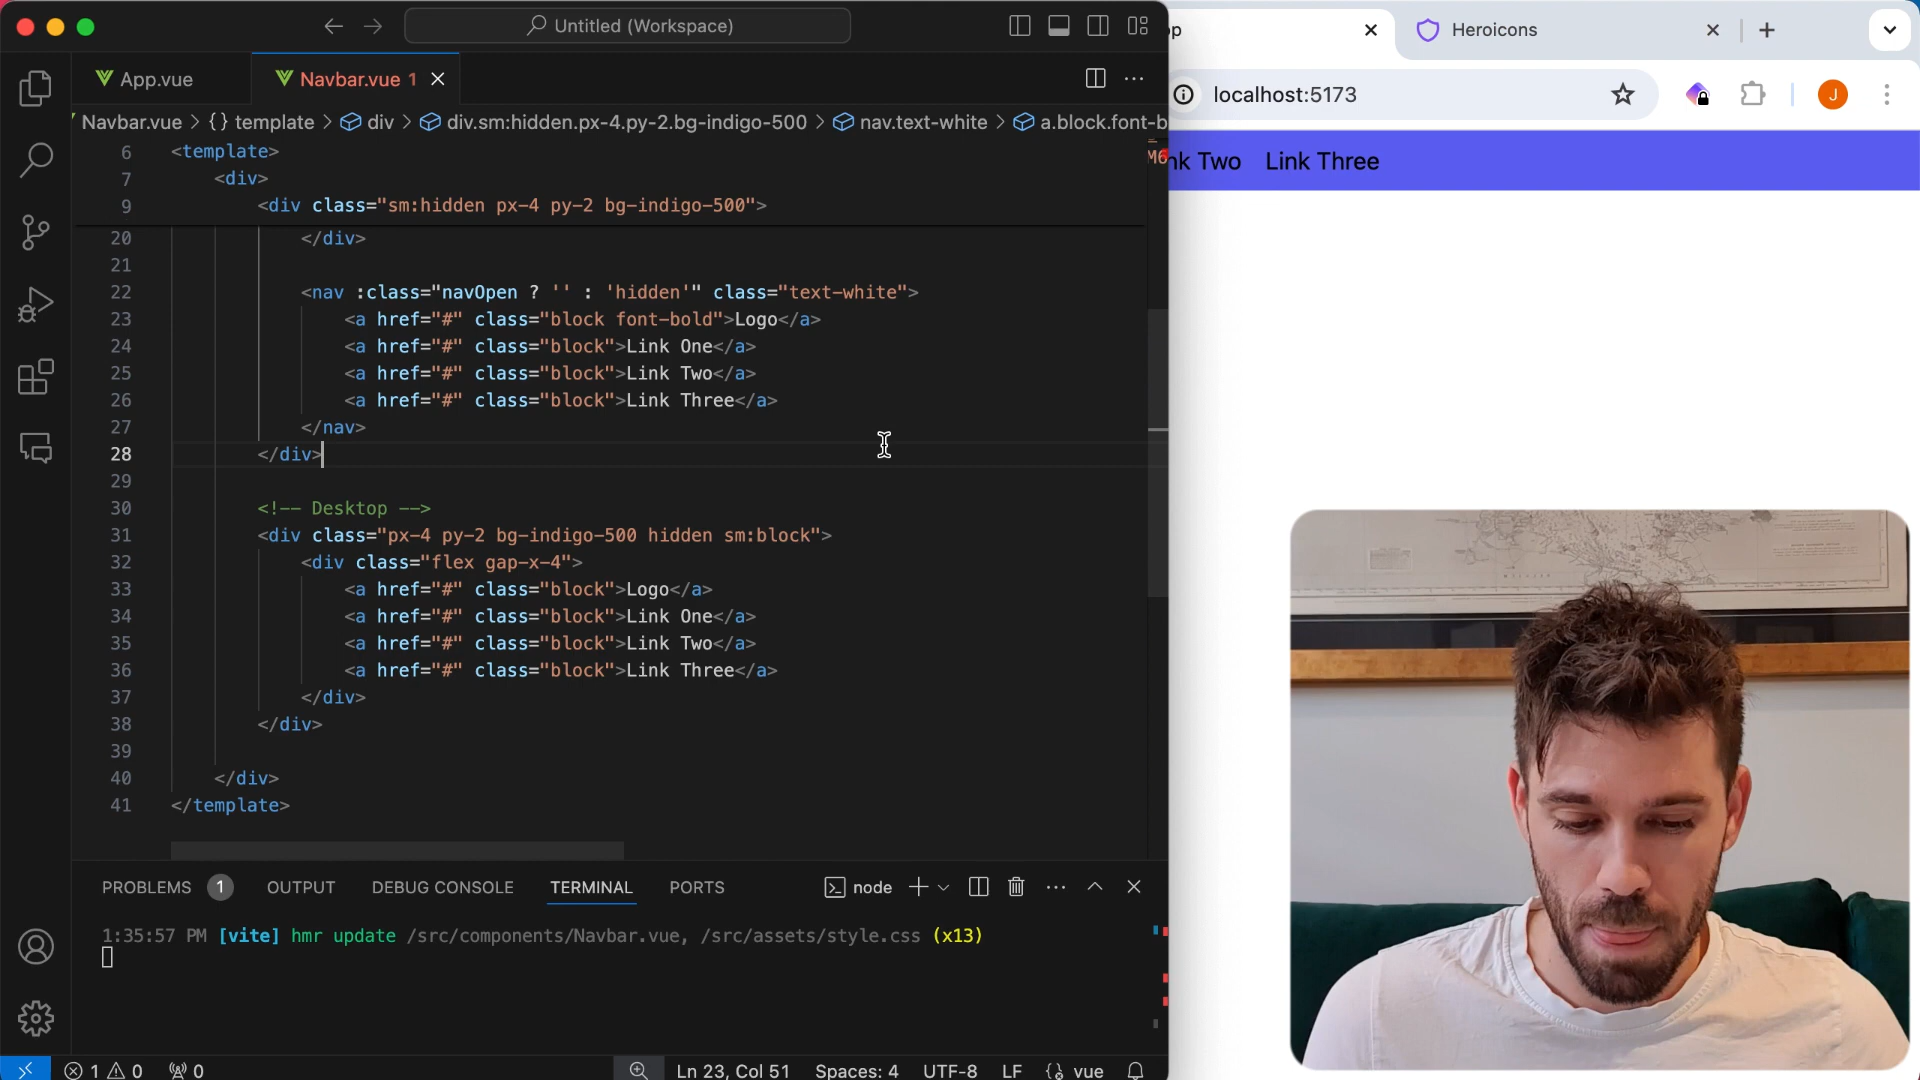 Untitled (Workspace)
App.vue
Navbar.vue 1
Navbar.vue > {} template > div > div.sm:hidden.px-4.py-2.bg-indigo-500 > nav.text-white > a.block.font-b
6 <template>
7 <div>
9 <div class="sm:hidden px-4 py-2 bg-indigo-500">
20 </div>
21
22 <nav :class="navOpen ? '' : 'hidden'" class="text-white">
23 <a href="#" class="block font-bold">Logo</a>
24 <a href="#" class="block">Link One</a>
25 <a href="#" class="block">Link Two</a>
26 <a href="#" class="block">Link Three</a>
27 </nav>
28 </div>
29
30 <!-- Desktop -->
31 <div class="px-4 py-2 bg-indigo-500 hidden sm:block">
32 <div class="flex gap-x-4">
33 <a href="#" class="block">Logo</a>
34 <a href="#" class="block">Link One</a>
35 <a href="#" class="block">Link Two</a>
36 <a href="#" class="block">Link Three</a>
37 </div>
38 </div>
39
40 </div>
41 </template>
PROBLEMS 1 OUTPUT DEBUG CONSOLE TERMINAL PORTS
node
1:35:57 PM [vite] hmr update /src/components/Navbar.vue, /src/assets/style.css (x13)
1 0 0
Ln 23, Col 51 Spaces: 4 UTF-8 LF {} vue
Heroicons
localhost:5173
J
nk Two Link Three